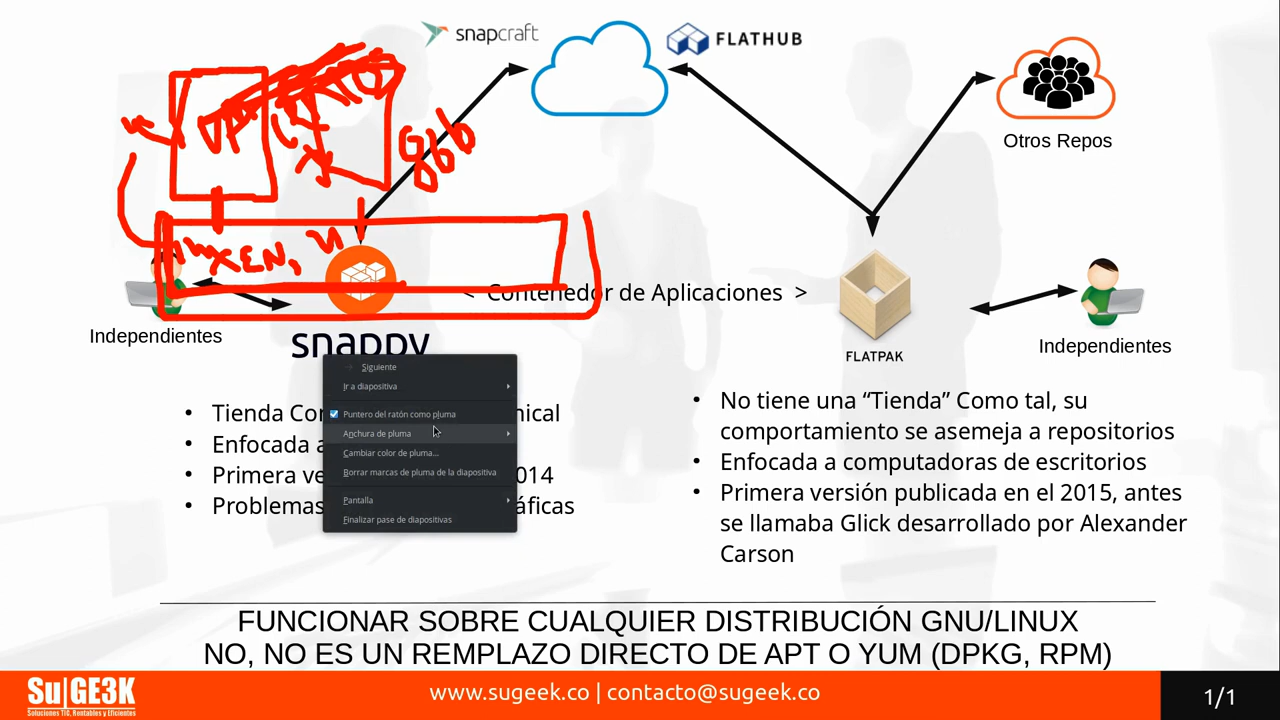 snapcraft
FLATHUB
Otros Repos
< Contenedor de Aplicaciones >
Independientes
snappy
FLATPAK
Independientes
Siguiente
Ir a diapositiva
Puntero del ratón como pluma
Anchura de pluma
Cambiar color de pluma...
Borrar marcas de pluma de la diapositiva
Pantalla
Finalizar pase de diapositivas
• Tienda Con nical
• Enfocada a
• Primera ve 014
• Problemas áficas
• No tiene una “Tienda” Como tal, su
comportamiento se asemeja a repositorios
• Enfocada a computadoras de escritorios
• Primera versión publicada en el 2015, antes
se llamaba Glick desarrollado por Alexander
Carson
FUNCIONAR SOBRE CUALQUIER DISTRIBUCIÓN GNU/LINUX
NO, NO ES UN REMPLAZO DIRECTO DE APT O YUM (DPKG, RPM)
Su|GE3K
Soluciones TIC, Rentables y Eficientes
www.sugeek.co | contacto@sugeek.co
1/1